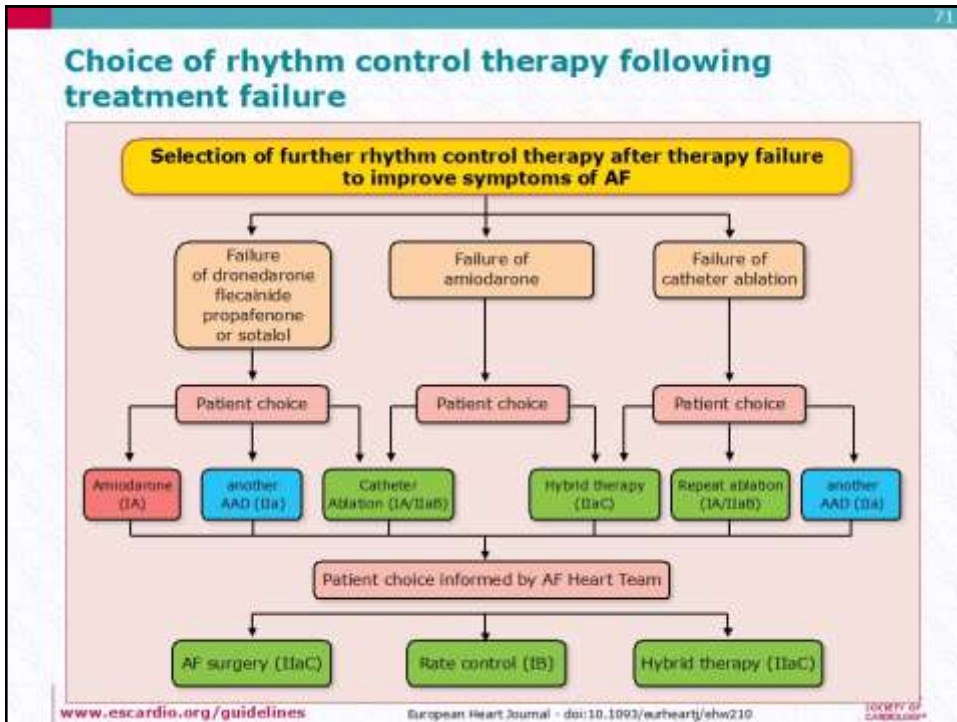 71
Choice of rhythm control therapy following
treatment failure
Selection of further rhythm control therapy after therapy failure
to improve symptoms of AF
Failure
of dronedarone
flecainide
propafenone
or sotalol
Failure of
amiodarone
Failure of
catheter ablation
Patient choice
Patient choice
Patient choice
Amiodarone
(IA)
another
AAD (IIa)
Catheter
Ablation (IA/IIaB)
Hybrid therapy
(IIaC)
Repeat ablation
(IA/IIaB)
another
AAD (IIa)
Patient choice informed by AF Heart Team
AF surgery (IIaC)
Rate control (IB)
Hybrid therapy (IIaC)
www.escardio.org/guidelines
European Heart Journal - doi:10.1093/eurheartj/ehw210
SOCIETY OF
CARDIOLOGY®